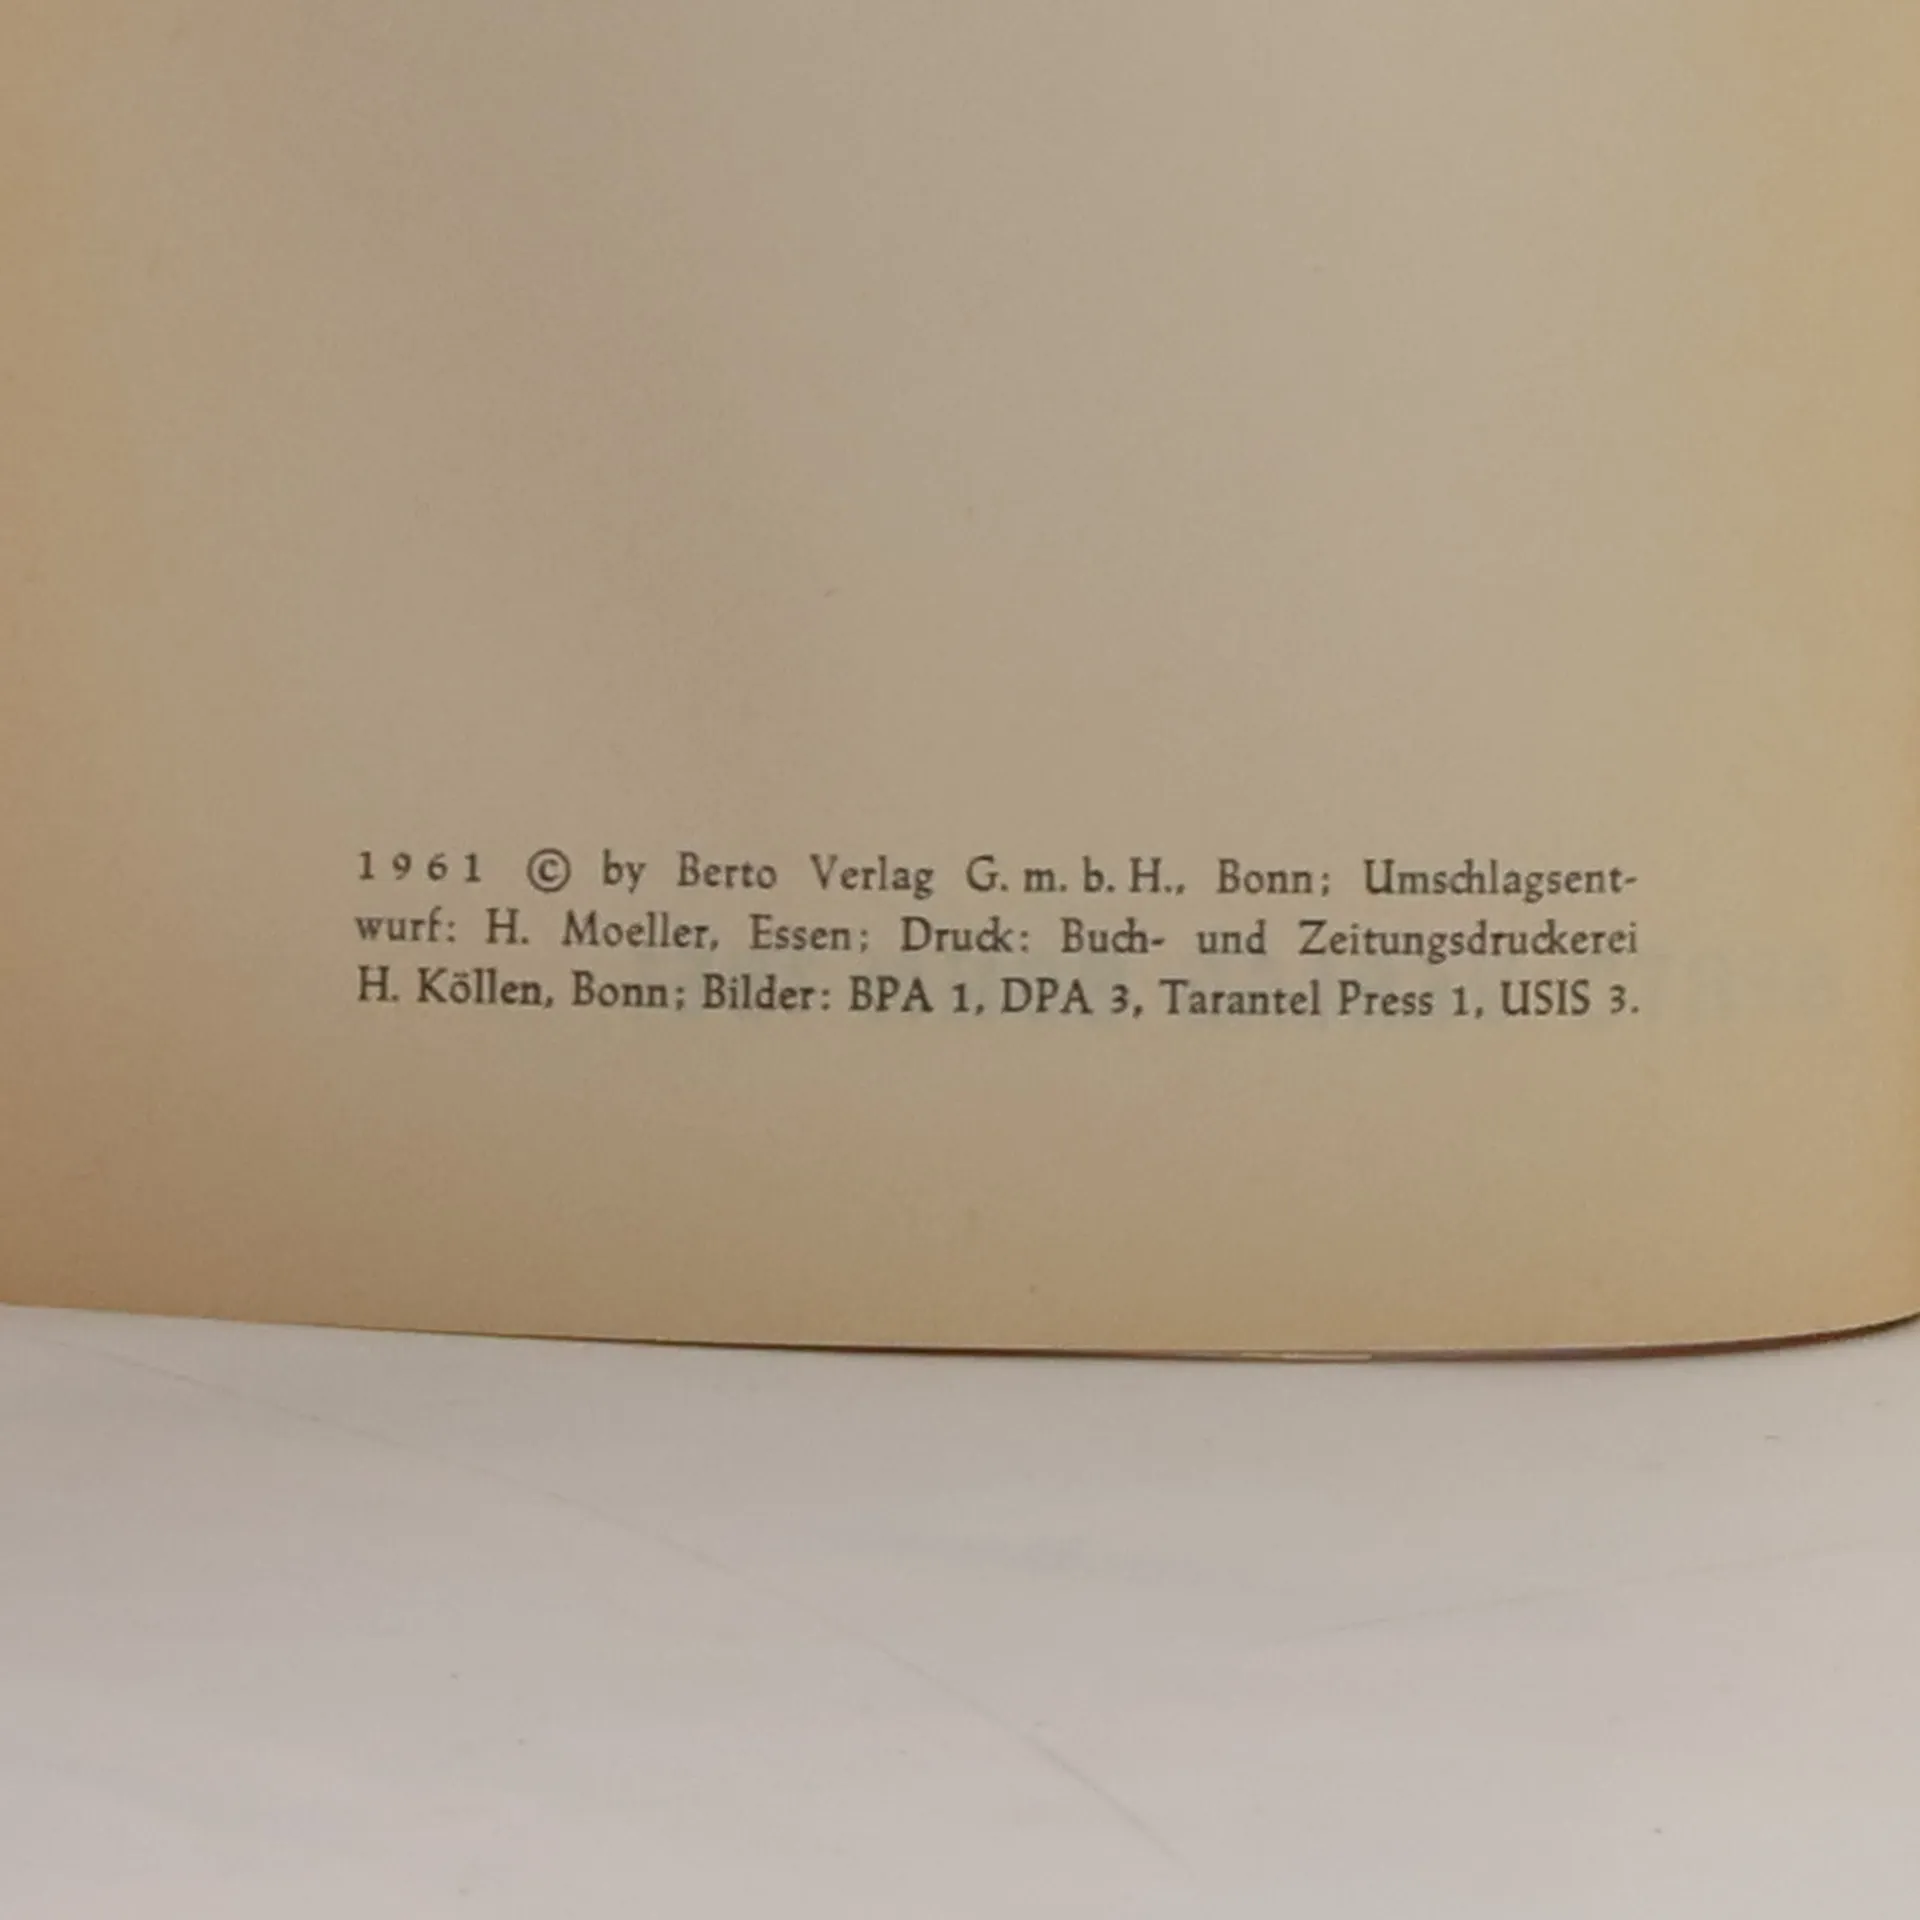 1961 © by Berto Verlag G. m. b. H., Bonn; Umschlagsent-
wurf: H. Moeller, Essen; Druck: Buch- und Zeitungsdruckerei
H. Köllen, Bonn; Bilder: BPA 1, DPA 3, Tarantel Press 1, USIS 3.